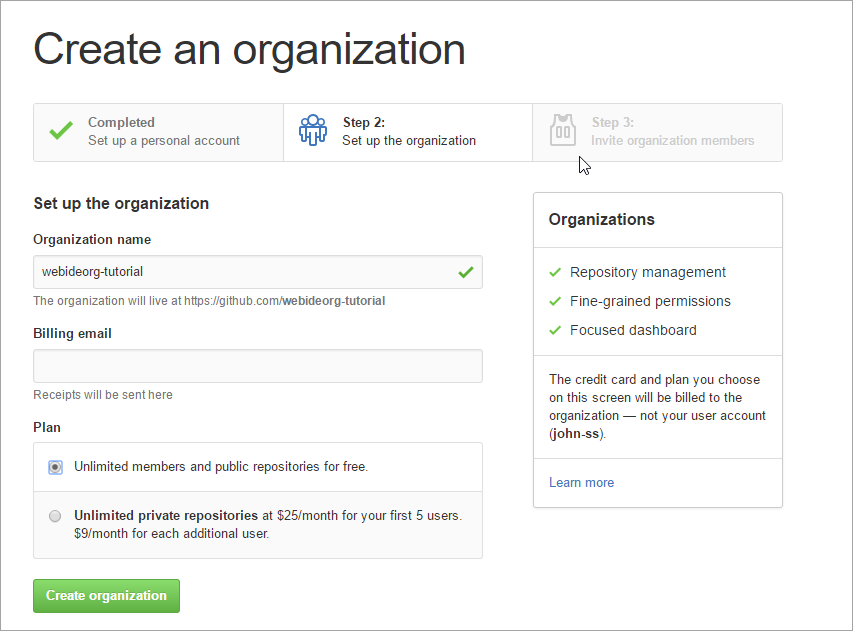 Create an organization
Completed
Set up a personal account
Step 2:
Set up the organization
Step 3:
Invite organization members
Set up the organization
Organization name
webideorg-tutorial
The organization will live at https://github.com/webideorg-tutorial
Billing email
Receipts will be sent here
Plan
Unlimited members and public repositories for free.
Unlimited private repositories at $25/month for your first 5 users.
$9/month for each additional user.
Create organization
Organizations
Repository management
Fine-grained permissions
Focused dashboard
The credit card and plan you choose
on this screen will be billed to the
organization — not your user account
(john-ss).
Learn more